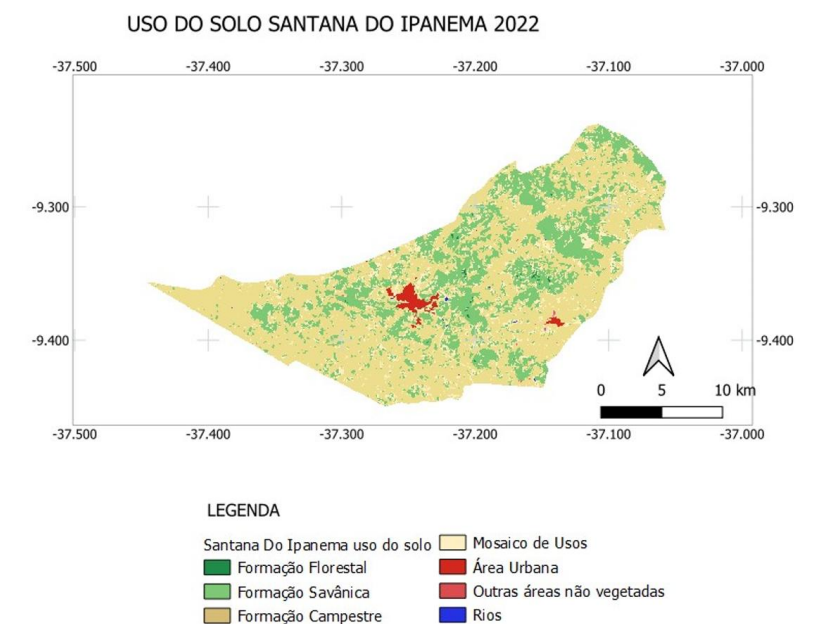 USO DO SOLO SANTANA DO IPANEMA 2022
-37.500 -37.400 -37.300 -37.200 -37.100 -37.000
-9.300 -9.300
-9.400 -9.400
0 5 10 km
-37.500 -37.400 -37.300 -37.200 -37.100 -37.000
LEGENDA
Santana Do Ipanema uso do solo
Formação Florestal
Formação Savânica
Formação Campestre
Mosaico de Usos
Área Urbana
Outras áreas não vegetadas
Rios